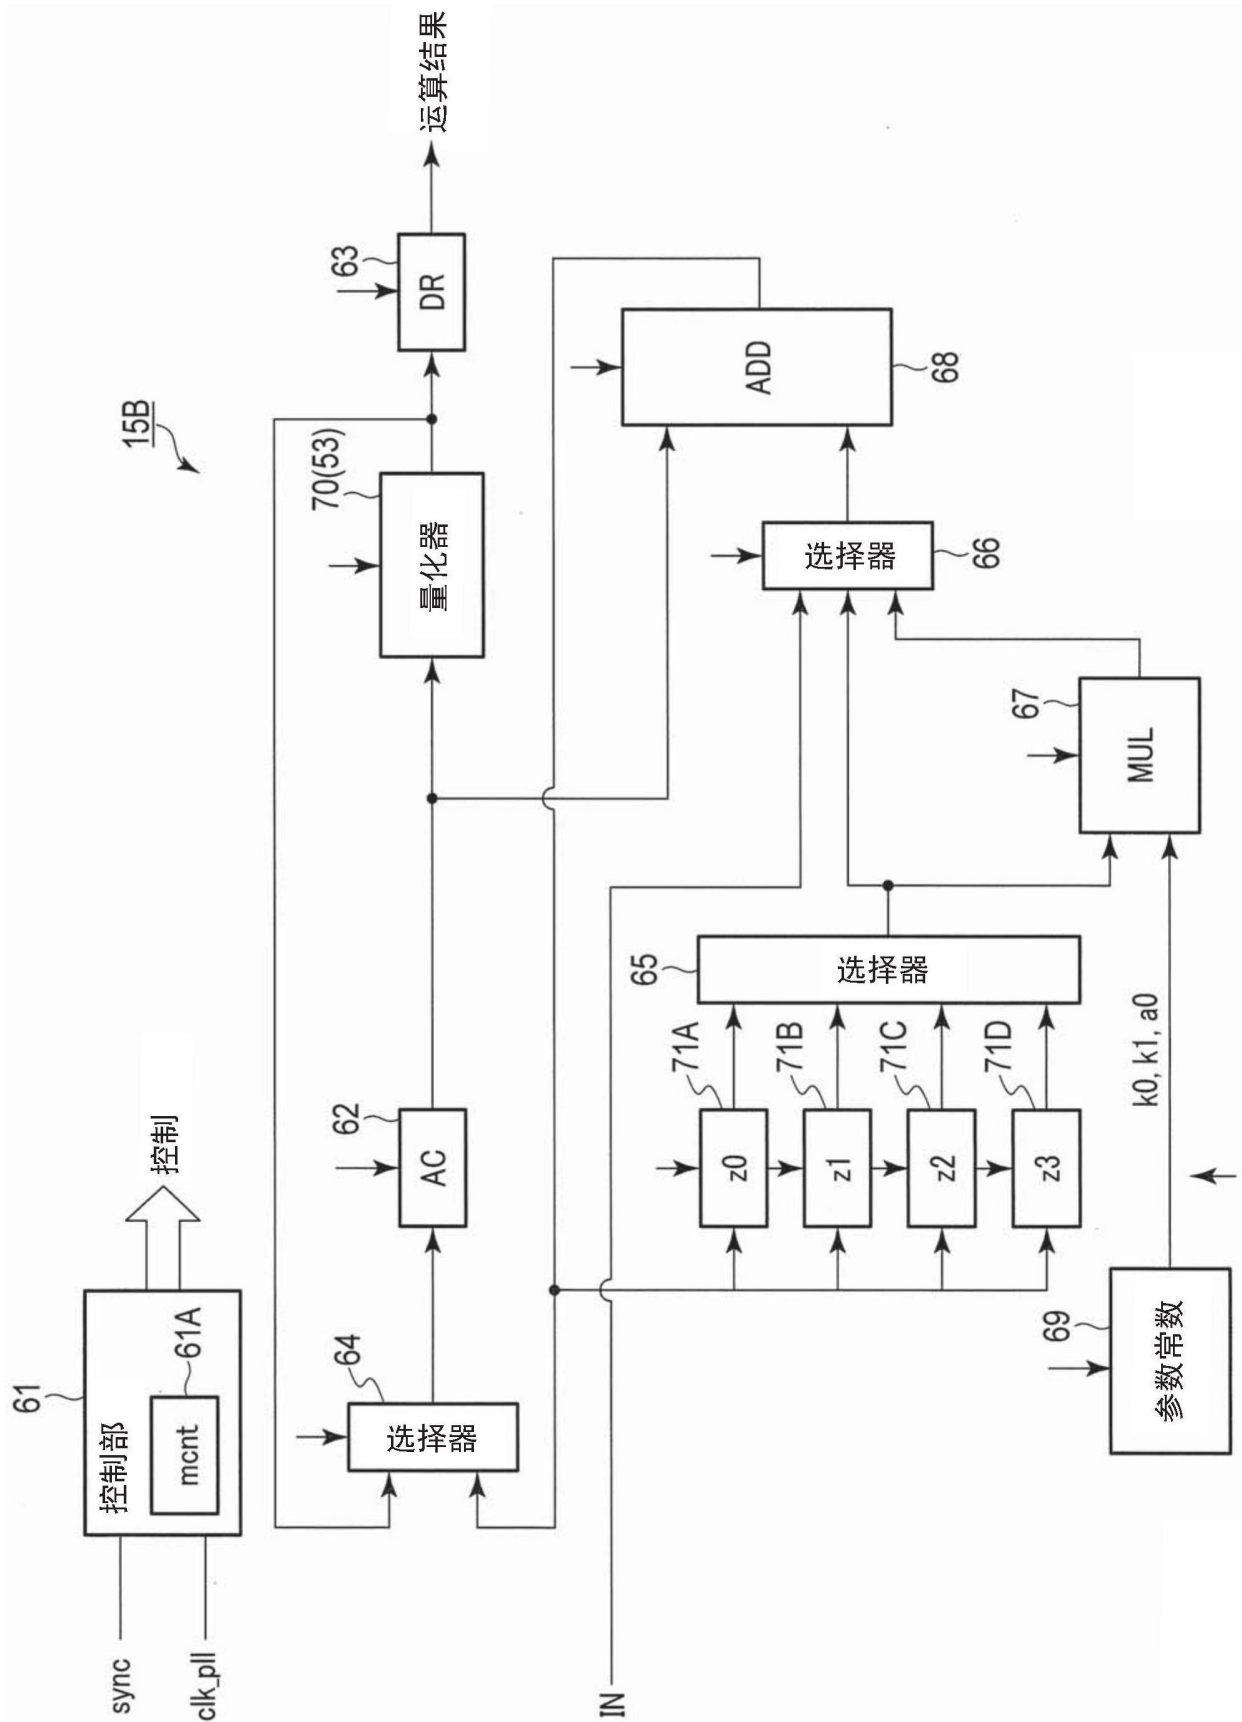 15B
61
控制部
61A
mcnt
sync
clk_pll
控制
64
选择器
62
AC
70(53)
量化器
63
DR
运算结果
IN
71A
z0
71B
z1
71C
z2
71D
z3
65
选择器
66
选择器
ADD
68
67
MUL
69
参数常数
k0, k1, a0